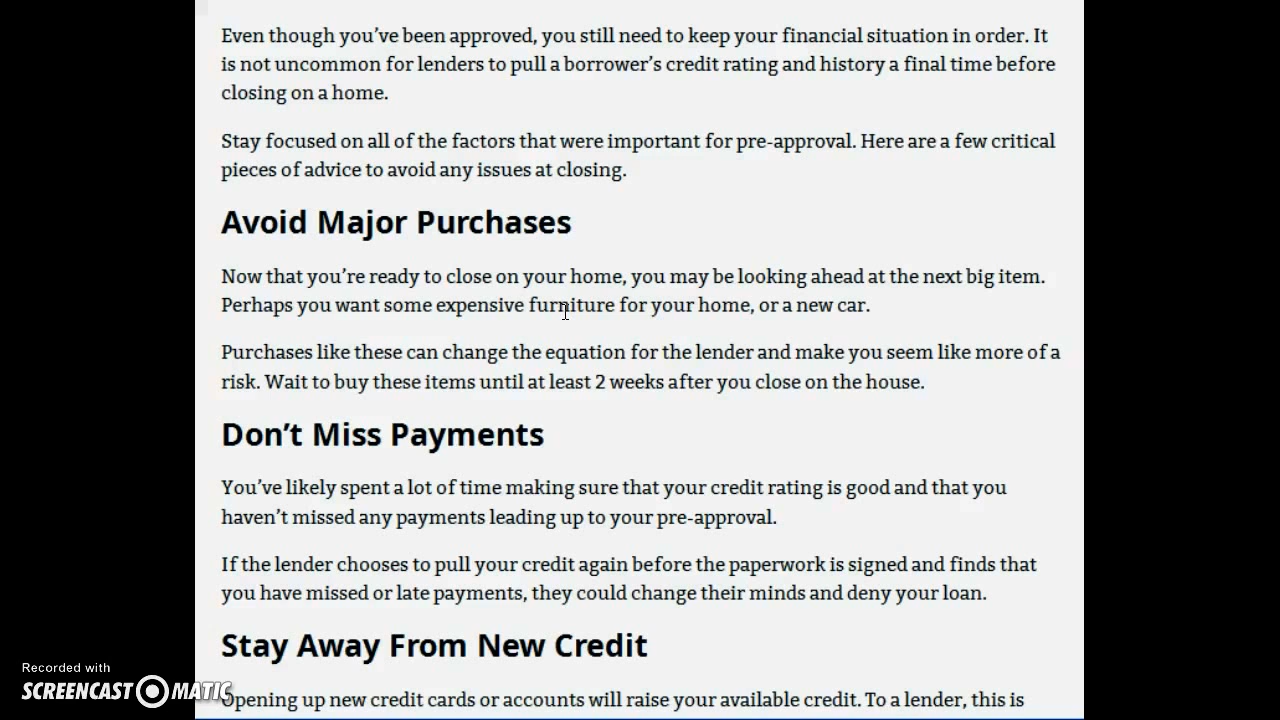 Even though you’ve been approved, you still need to keep your financial situation in order. It
is not uncommon for lenders to pull a borrower’s credit rating and history a final time before
closing on a home.
Stay focused on all of the factors that were important for pre-approval. Here are a few critical
pieces of advice to avoid any issues at closing.
Avoid Major Purchases
Now that you’re ready to close on your home, you may be looking ahead at the next big item.
Perhaps you want some expensive furniture for your home, or a new car.
Purchases like these can change the equation for the lender and make you seem like more of a
risk. Wait to buy these items until at least 2 weeks after you close on the house.
Don’t Miss Payments
You’ve likely spent a lot of time making sure that your credit rating is good and that you
haven’t missed any payments leading up to your pre-approval.
If the lender chooses to pull your credit again before the paperwork is signed and finds that
you have missed or late payments, they could change their minds and deny your loan.
Stay Away From New Credit
Opening up new credit cards or accounts will raise your available credit. To a lender, this is
Recorded with
SCREENCAST MATIC